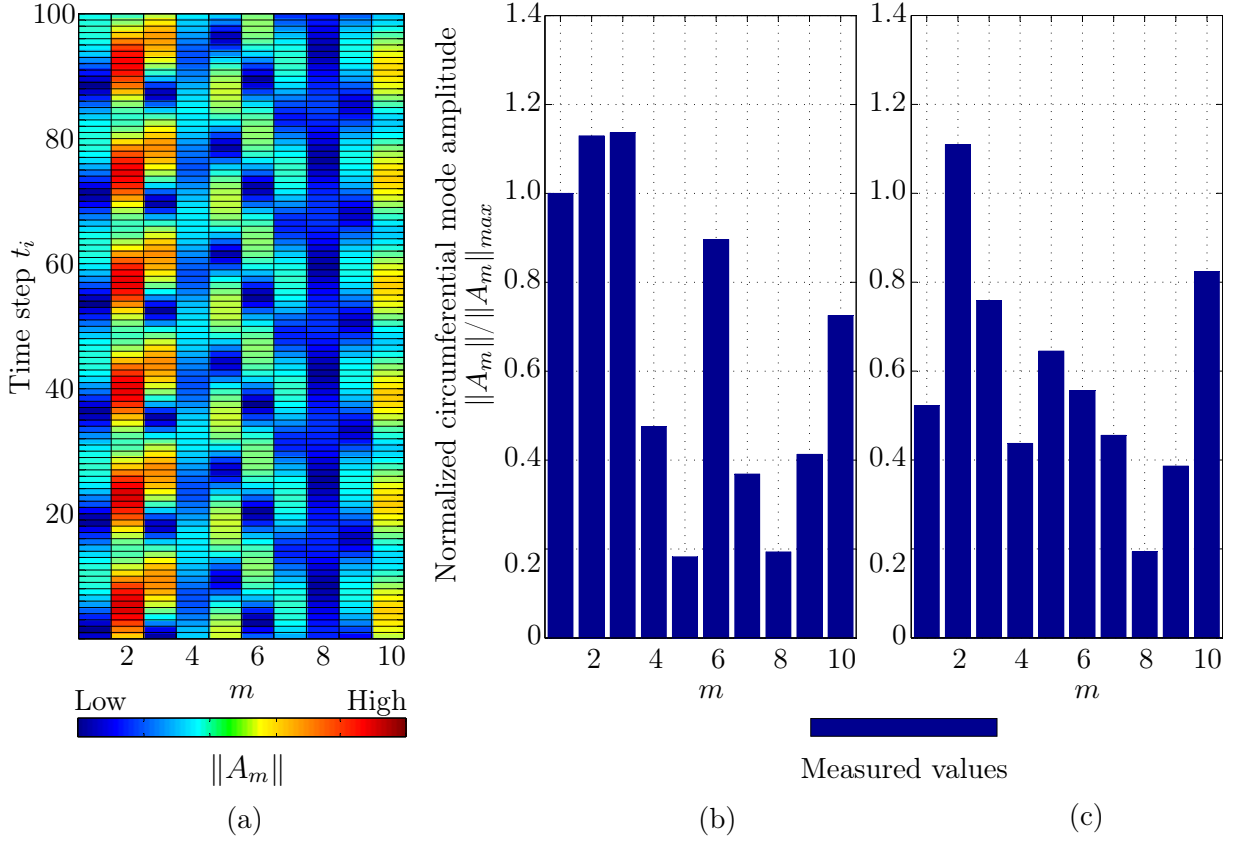 100
80
60
40
20
Time step t_i
2 4 6 8 10
m
Low High
‖A_m‖
(a)
Normalized circumferential mode amplitude
‖A_m‖/‖A_m‖_{max}
1.4
1.2
1.0
0.8
0.6
0.4
0.2
0
2 4 6 8 10
m
(b)
1.4
1.2
1.0
0.8
0.6
0.4
0.2
0
2 4 6 8 10
m
(c)
Measured values